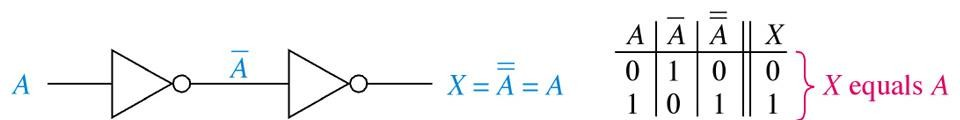 A
A̅
X = A̿ = A
A A̅ A̿ X
0 1 0 0
1 0 1 1
X equals A